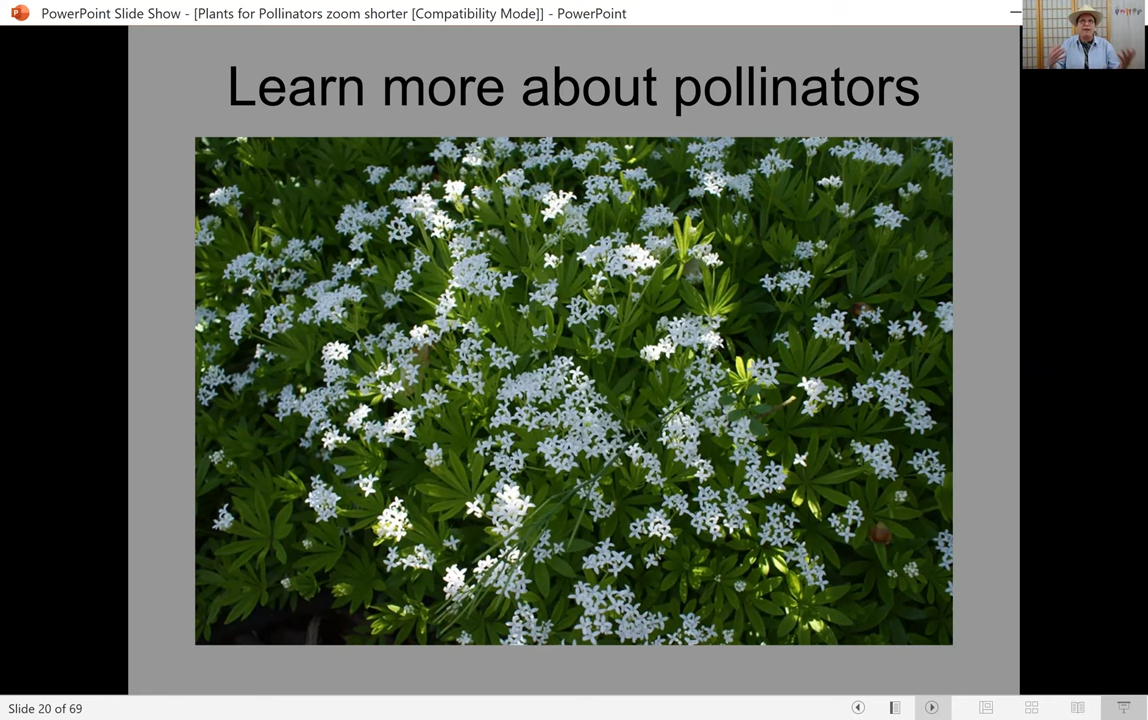 PowerPoint Slide Show - [Plants for Pollinators zoom shorter [Compatibility Mode]] - PowerPoint
Learn more about pollinators
Slide 20 of 69